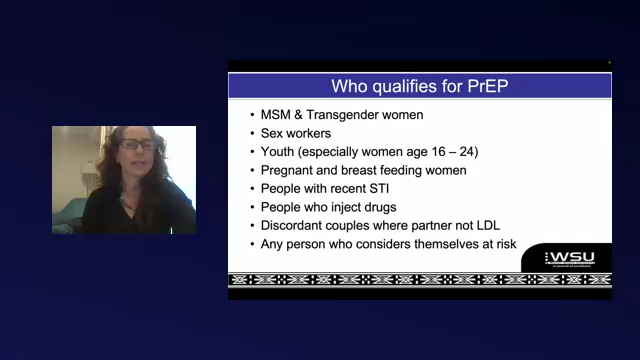 Who qualifies for PrEP
• MSM & Transgender women
• Sex workers
• Youth (especially women age 16 – 24)
• Pregnant and breast feeding women
• People with recent STI
• People who inject drugs
• Discordant couples where partner not LDL
• Any person who considers themselves at risk
WSU